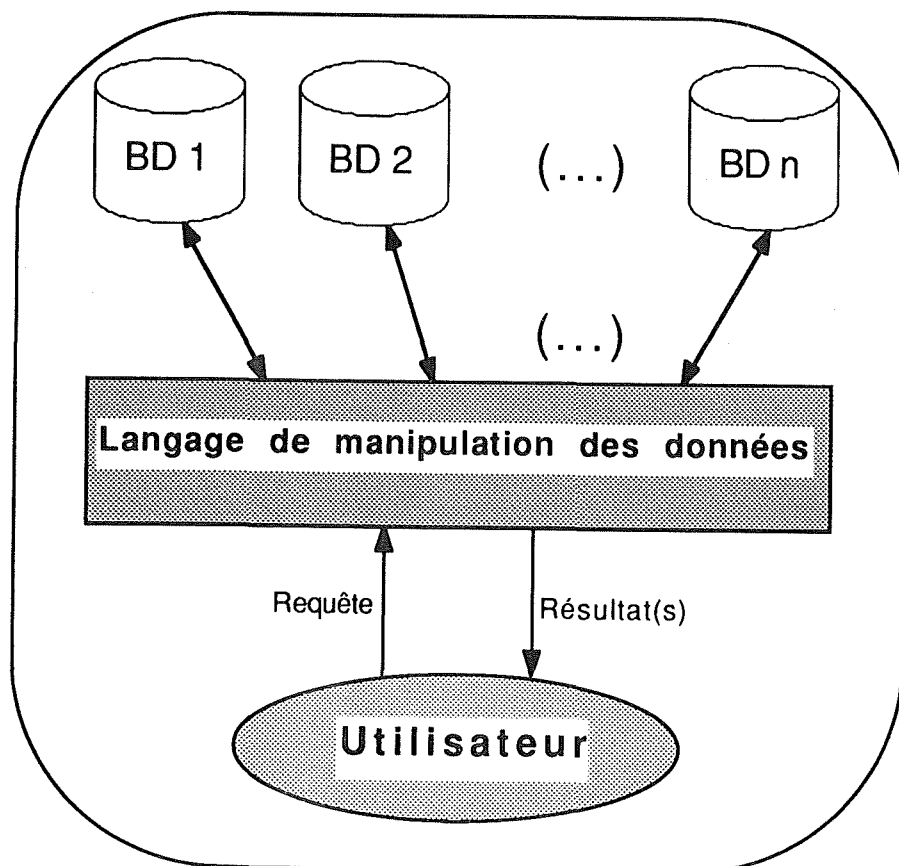 BD 1
BD 2
(...)
BD n
(...)
Langage de manipulation des données
Requête
Résultat(s)
Utilisateur